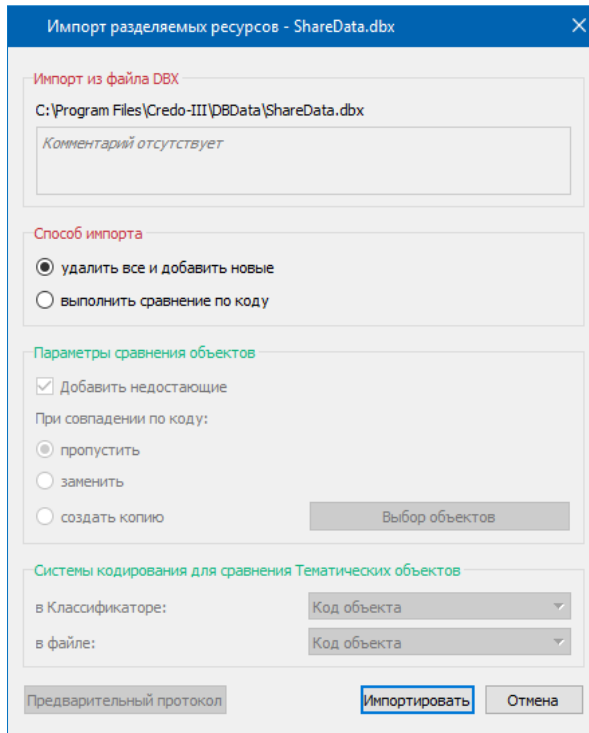 Импорт разделяемых ресурсов - ShareData.dbx
Импорт из файла DBX
C:\Program Files\Credo-III\DBData\ShareData.dbx
Комментарий отсутствует
Способ импорта
удалить все и добавить новые
выполнить сравнение по коду
Параметры сравнения объектов
Добавить недостающие
При совпадении по коду:
пропустить
заменить
создать копию
Выбор объектов
Системы кодирования для сравнения Тематических объектов
в Классификаторе:
Код объекта
в файле:
Код объекта
Предварительный протокол
Импортировать
Отмена